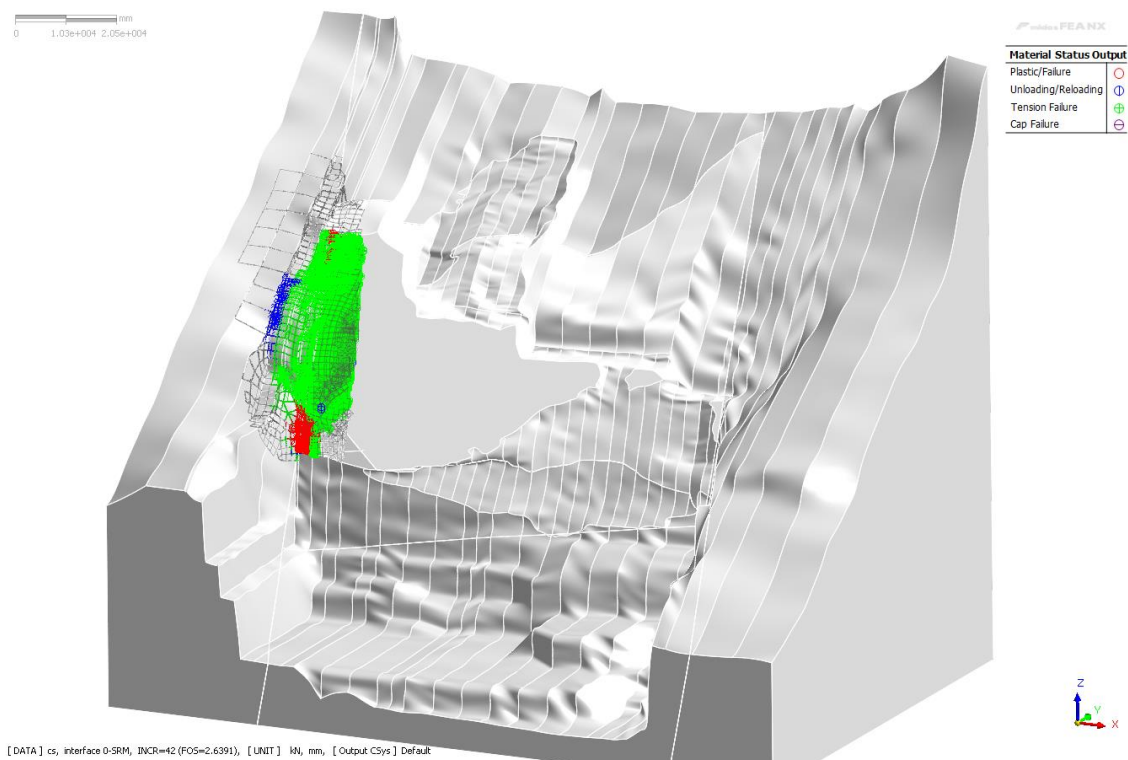 mm
0 1.03e+004 2.05e+004
midas FEA NX
Material Status Output
Plastic/Failure
Unloading/Reloading
Tension Failure
Cap Failure
Z
Y
X
[ DATA ] cs, interface 0-SRM, INCR=42 (FOS=2.6391), [ UNIT ] kN, mm, [ Output CSys ] Default